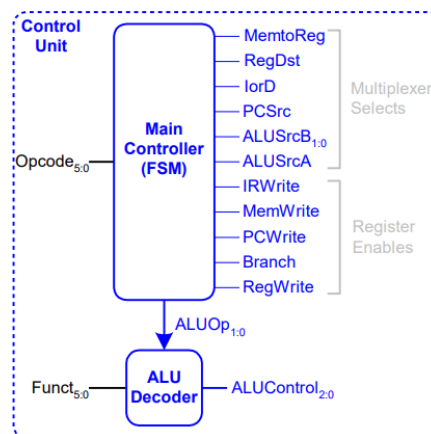 Control
Unit
MemtoReg
RegDst
IorD
PCSrc
ALUSrcB1:0
ALUSrcA
Multiplexer
Selects
Main
Controller
(FSM)
Opcode5:0
IRWrite
MemWrite
PCWrite
Branch
RegWrite
Register
Enables
ALUOp1:0
Funct5:0
ALU
Decoder
ALUControl2:0